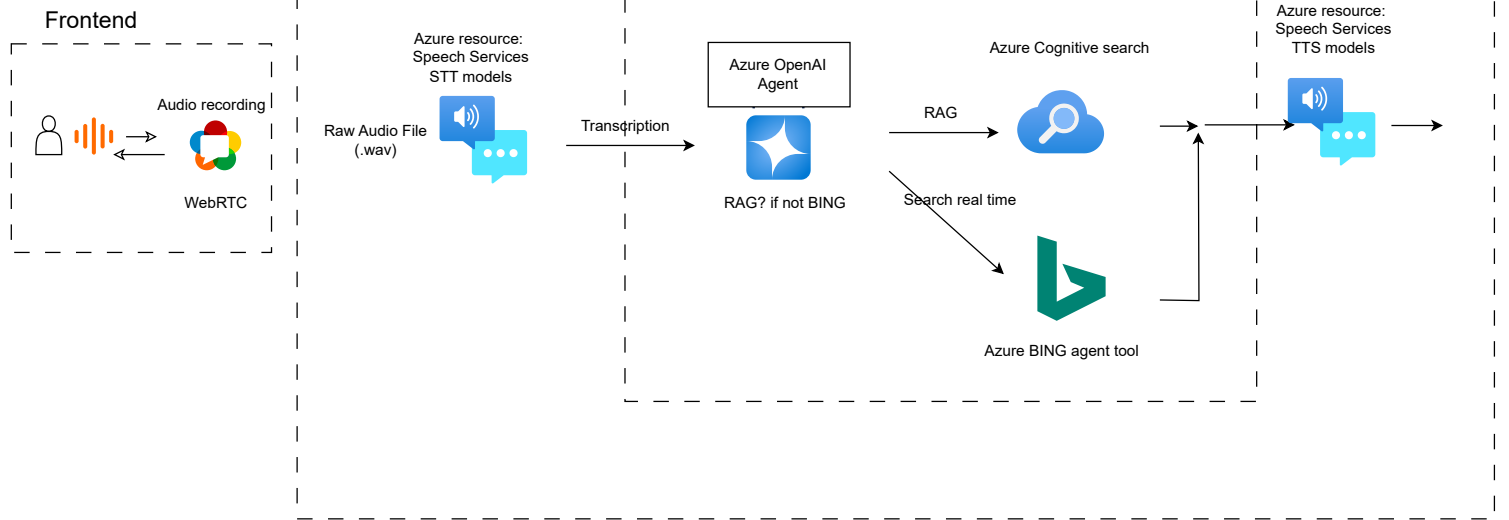 Frontend
Audio recording
WebRTC
Raw Audio File
(.wav)
Azure resource:
Speech Services
STT models
Transcription
Azure OpenAI
Agent
RAG? if not BING
RAG
Search real time
Azure Cognitive search
Azure BING agent tool
Azure resource:
Speech Services
TTS models